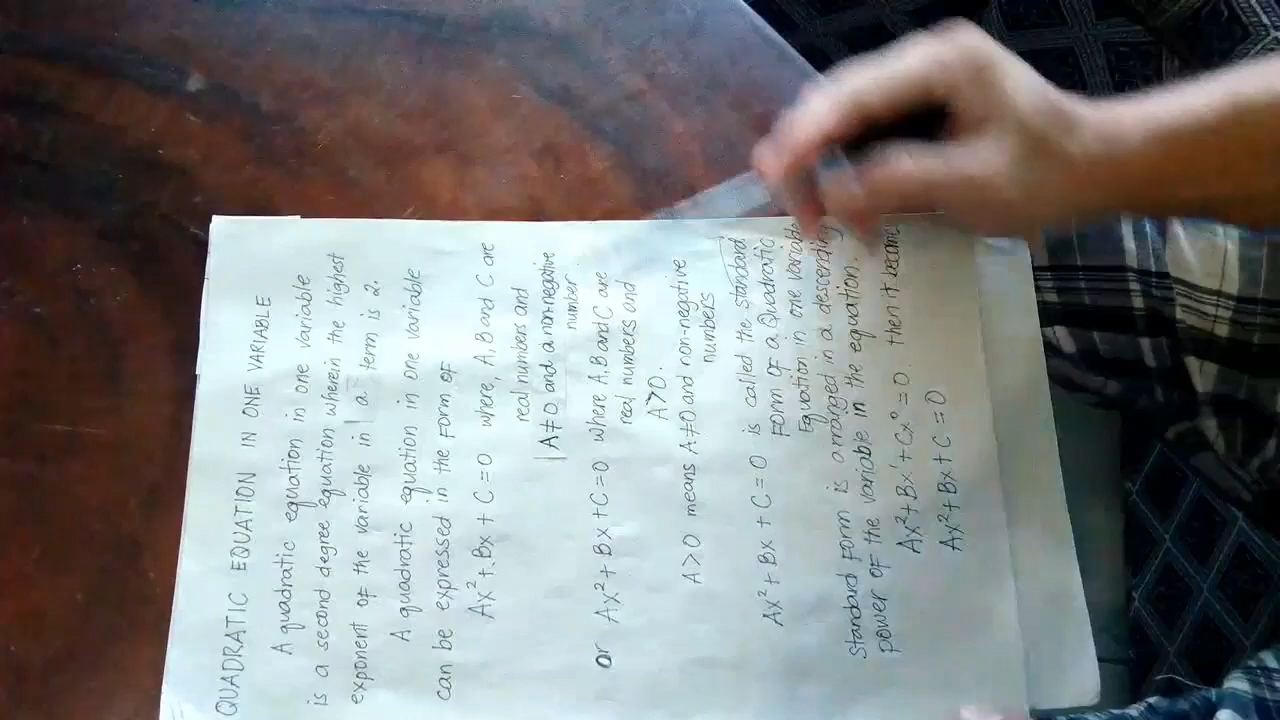 QUADRATIC EQUATION IN ONE VARIABLE
A quadratic equation in one variable
is a second degree equation wherein the highest
exponent of the variable in a term is 2.
A quadratic equation in one variable
can be expressed in the form of
Ax² + Bx + C = 0 where, A, B and C are
real numbers and
A ≠ 0 and a non-negative
number
or Ax² + Bx + C = 0 where A, B and C are
real numbers and
A > 0.
A > 0 means A ≠ 0 and non-negative
numbers
Ax² + Bx + C = 0 is called the standard
form of a Quadratic
Equation in one variable
Standard form is arranged in a descending
power of the variable in the equation.
Ax² + Bx¹ + Cx⁰ = 0 then it becomes
Ax² + Bx + C = 0